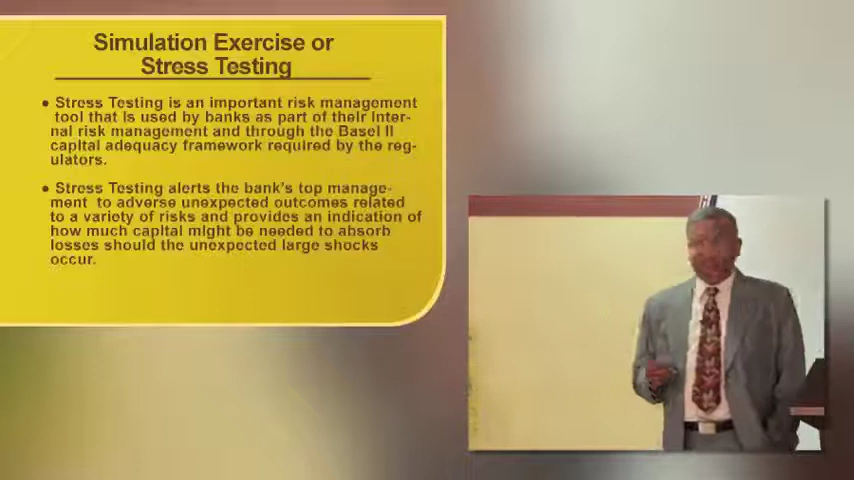 Simulation Exercise or
Stress Testing
• Stress Testing is an important risk management
tool that is used by banks as part of their inter-
nal risk management and through the Basel II
capital adequacy framework required by the reg-
ulators.
• Stress Testing alerts the bank's top manage-
ment to adverse unexpected outcomes related
to a variety of risks and provides an indication of
how much capital might be needed to absorb
losses should the unexpected large shocks
occur.